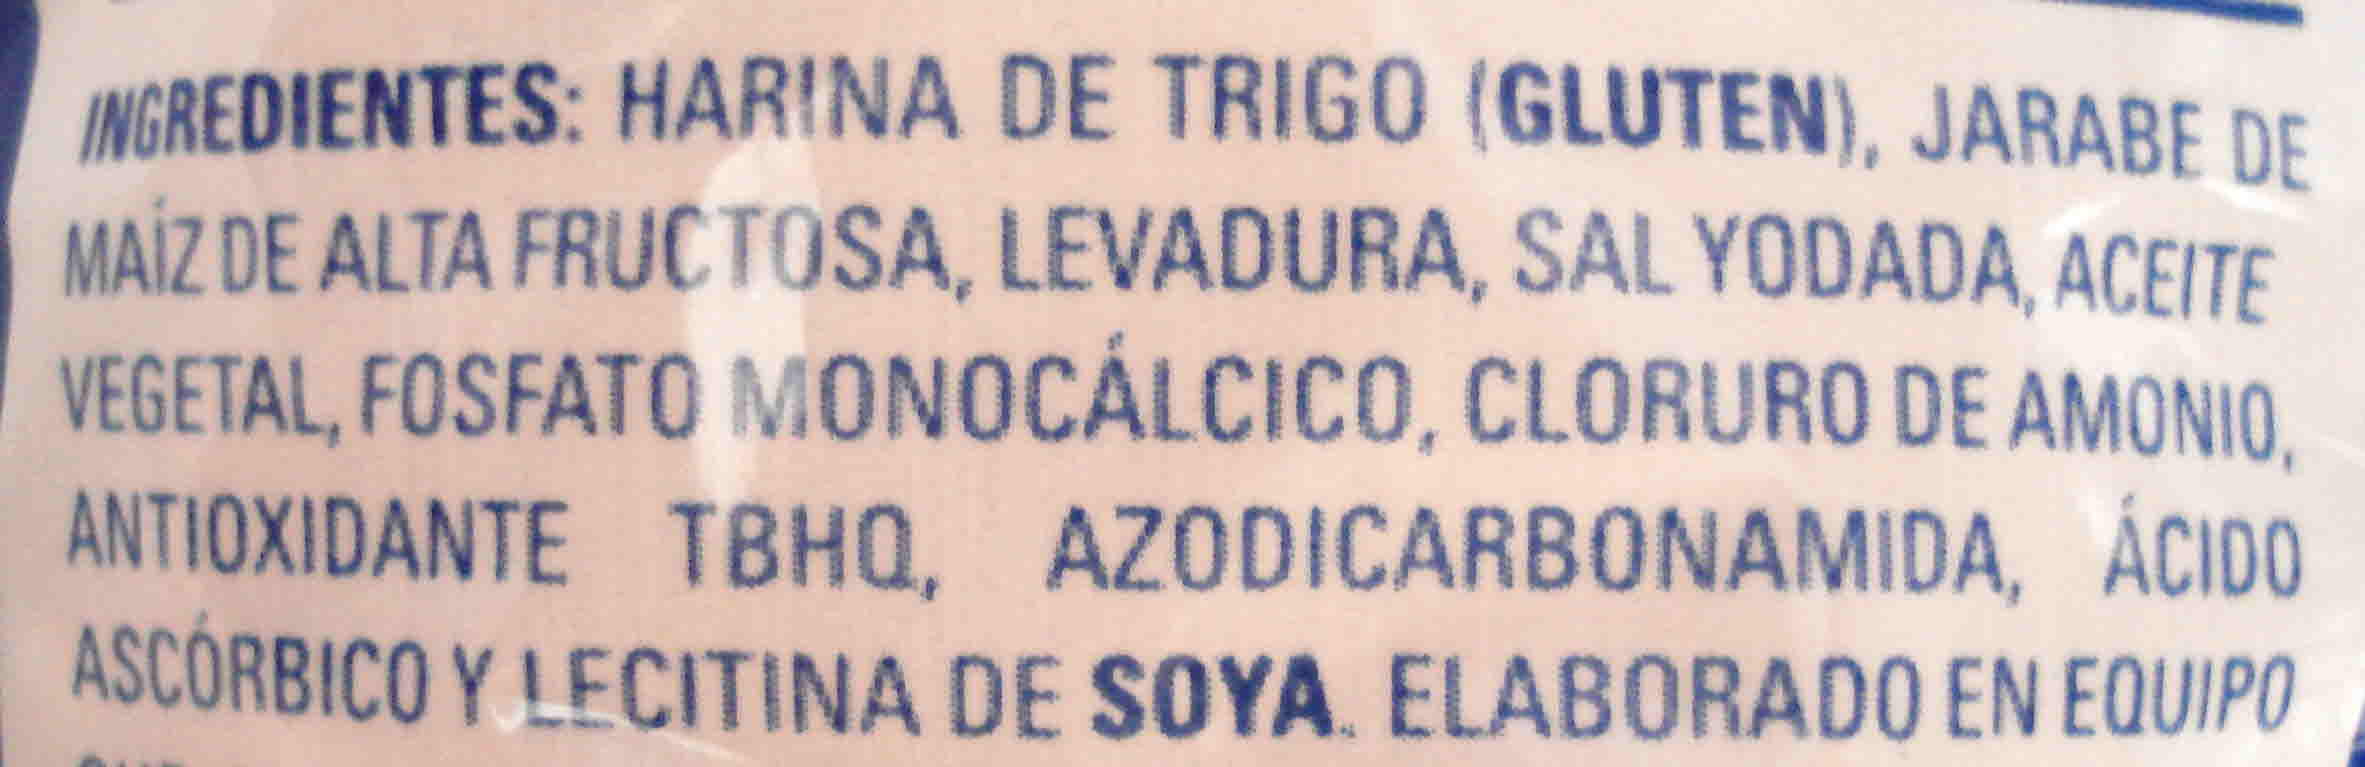 INGREDIENTES: HARINA DE TRIGO (GLUTEN), JARABE DE
MAÍZ DE ALTA FRUCTOSA, LEVADURA, SAL YODADA, ACEITE
VEGETAL, FOSFATO MONOCÁLCICO, CLORURO DE AMONIO,
ANTIOXIDANTE TBHQ, AZODICARBONAMIDA, ÁCIDO
ASCÓRBICO Y LECITINA DE SOYA. ELABORADO EN EQUIPO